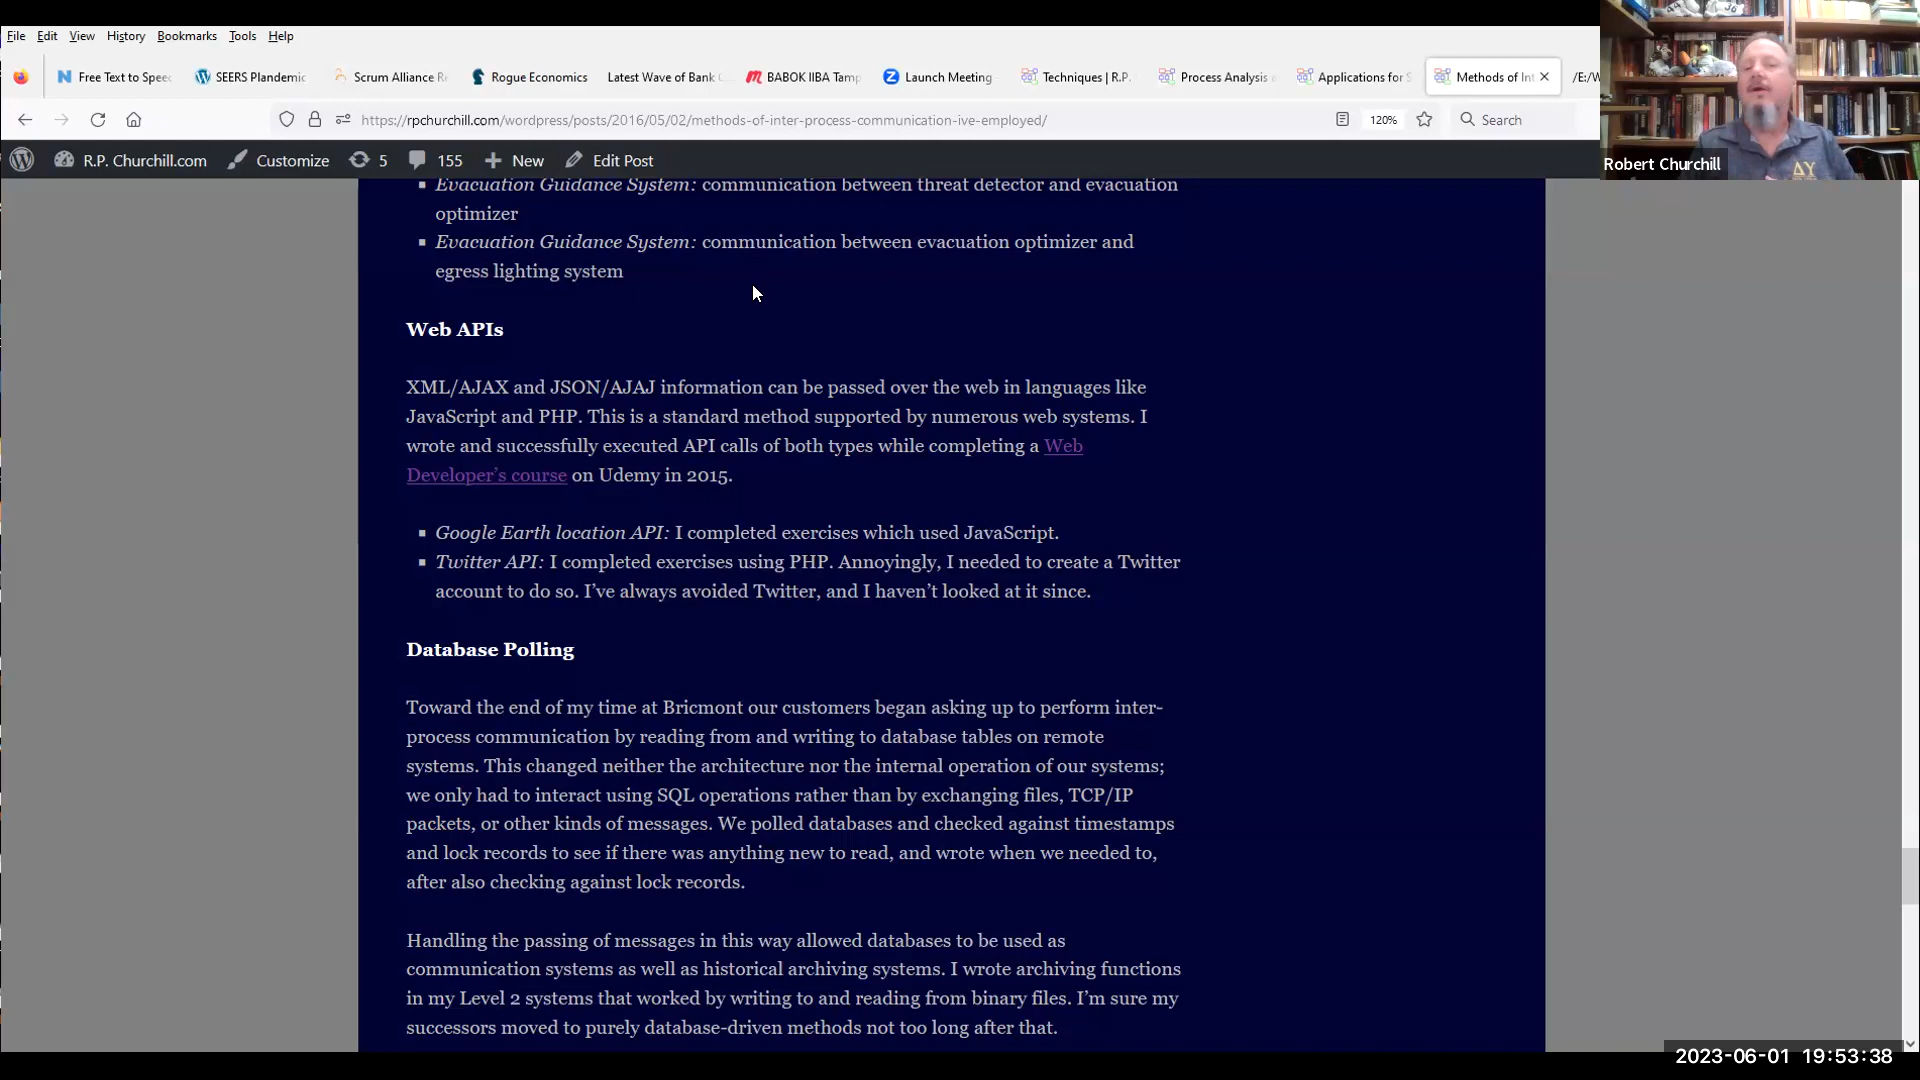 File Edit View History Bookmarks Tools Help
Free Text to Speec
SEERS Plandemic
Scrum Alliance R
Rogue Economics
Latest Wave of Bank
BABOK IIBA Tamp
Launch Meeting
Techniques | R.P.
Process Analysis
Applications for S
Methods of Int
/E:/W
https://rpchurchill.com/wordpress/posts/2016/05/02/methods-of-inter-process-communication-ive-employed/
120%
Search
R.P. Churchill.com Customize 5 155 New Edit Post
Robert Churchill
ΔΥ
Evacuation Guidance System: communication between threat detector and evacuation
optimizer
Evacuation Guidance System: communication between evacuation optimizer and
egress lighting system
Web APIs
XML/AJAX and JSON/AJAJ information can be passed over the web in languages like
JavaScript and PHP. This is a standard method supported by numerous web systems. I
wrote and successfully executed API calls of both types while completing a Web
Developer’s course on Udemy in 2015.
Google Earth location API: I completed exercises which used JavaScript.
Twitter API: I completed exercises using PHP. Annoyingly, I needed to create a Twitter
account to do so. I’ve always avoided Twitter, and I haven’t looked at it since.
Database Polling
Toward the end of my time at Bricmont our customers began asking up to perform inter-
process communication by reading from and writing to database tables on remote
systems. This changed neither the architecture nor the internal operation of our systems;
we only had to interact using SQL operations rather than by exchanging files, TCP/IP
packets, or other kinds of messages. We polled databases and checked against timestamps
and lock records to see if there was anything new to read, and wrote when we needed to,
after also checking against lock records.
Handling the passing of messages in this way allowed databases to be used as
communication systems as well as historical archiving systems. I wrote archiving functions
in my Level 2 systems that worked by writing to and reading from binary files. I’m sure my
successors moved to purely database-driven methods not too long after that.
2023-06-01 19:53:38